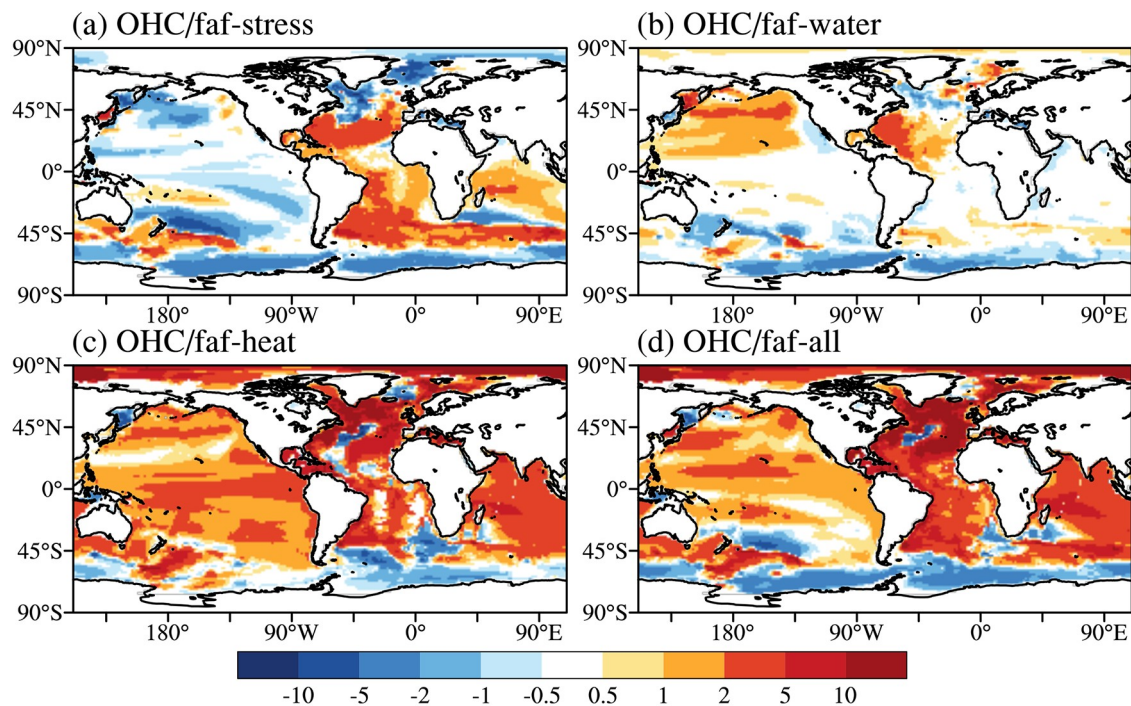 (a) OHC/faf-stress
(b) OHC/faf-water
90°N
45°N
0°
45°S
90°S
90°N
45°N
0°
45°S
90°S
180° 90°W 0° 90°E
180° 90°W 0° 90°E
(c) OHC/faf-heat
(d) OHC/faf-all
90°N
45°N
0°
45°S
90°S
90°N
45°N
0°
45°S
90°S
180° 90°W 0° 90°E
180° 90°W 0° 90°E
-10 -5 -2 -1 -0.5 0.5 1 2 5 10